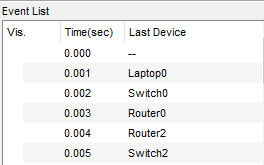 Event List
Vis. Time(sec) Last Device
0.000 --
0.001 Laptop0
0.002 Switch0
0.003 Router0
0.004 Router2
0.005 Switch2